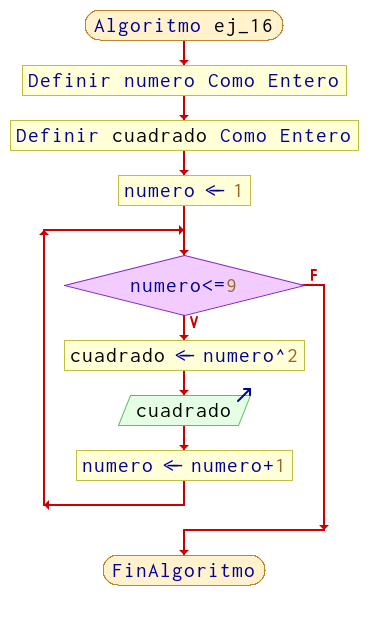 Algoritmo ej_16
Definir numero Como Entero
Definir cuadrado Como Entero
numero ← 1
numero<=9
F
V
cuadrado ← numero^2
cuadrado
numero ← numero+1
FinAlgoritmo